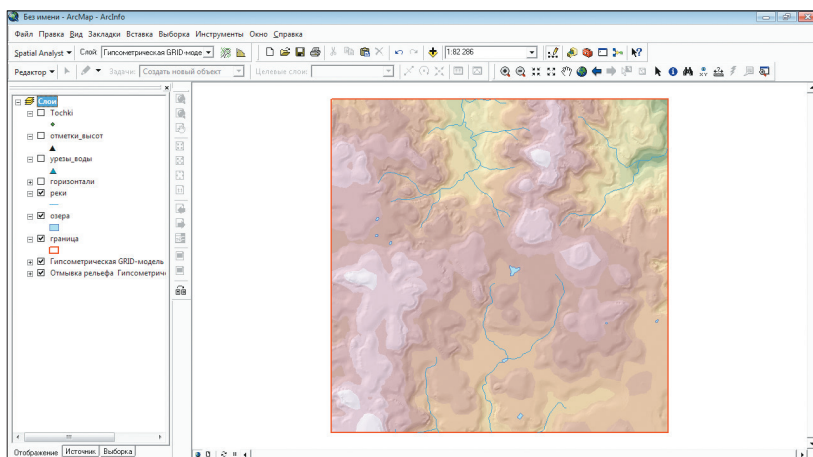 Без имени - ArcMap - ArcInfo
Файл Правка Вид Закладки Вставка Выборка Инструменты Окно Справка
Spatial Analyst Слой: Гипсометрическая GRID-моде 1:82 286
Редактор Задачи: Создать новый объект Целевые слои:
Слои
Tochki
отметки_высот
урезы_воды
горизонтали
реки
озера
граница
Гипсометрическая GRID-модель
Отмывка рельефа Гипсометрич
Отображение Источник Выборка